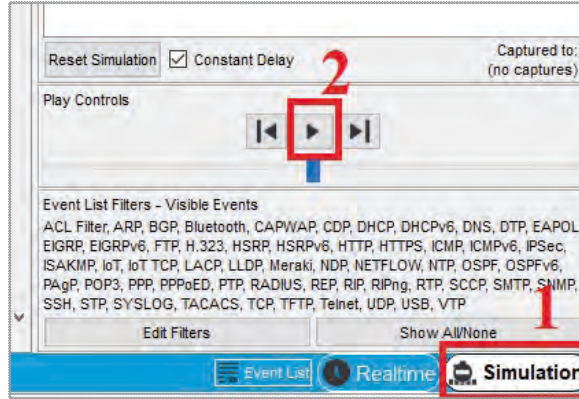 Reset Simulation Constant Delay Captured to:
(no captures)
2
Play Controls
Event List Filters - Visible Events
ACL Filter, ARP, BGP, Bluetooth, CAPWAP, CDP, DHCP, DHCPv6, DNS, DTP, EAPOL,
EIGRP, EIGRPv6, FTP, H.323, HSRP, HSRPv6, HTTP, HTTPS, ICMP, ICMPv6, IPSec,
ISAKMP, IoT, IoT TCP, LACP, LLDP, Meraki, NDP, NETFLOW, NTP, OSPF, OSPFv6,
PAgP, POP3, PPP, PPPoED, PTP, RADIUS, REP, RIP, RIPng, RTP, SCCP, SMTP, SNMP,
SSH, STP, SYSLOG, TACACS, TCP, TFTP, Telnet, UDP, USB, VTP
1
Edit Filters Show All/None
Event List Realtime Simulation